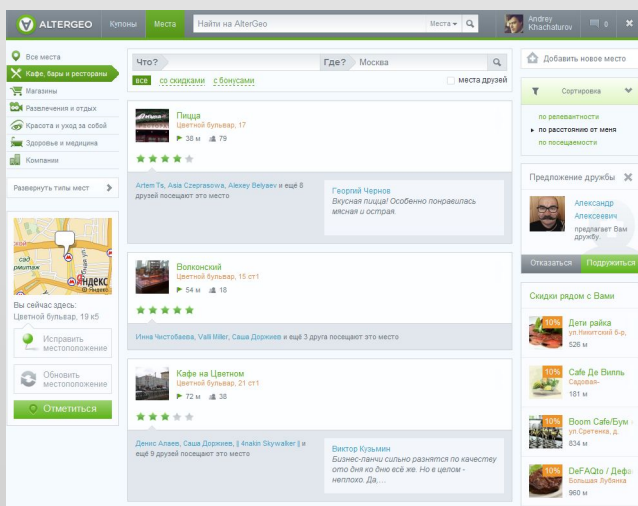 ALTERGEO
Купоны
Места
Найти на AlterGeo
Места
Andrey
Khachaturov
0
Все места
Кафе, бары и рестораны
Магазины
Развлечения и отдых
Красота и уход за собой
Здоровье и медицина
Компании
Развернуть типы мест
сад
Яндекс
© Яндекс
Вы сейчас здесь:
Цветной бульвар, 19 к5
Исправить
местоположение
Обновить
местоположение
Отметиться
Что?
Где? Москва
все со скидками с бонусами
места друзей
Пицца
Цветной бульвар, 17
38 м 79
Artem Ts, Asia Czeprasowa, Alexey Belyaev и ещё 8
друзей посещают это место
Георгий Чернов
Вкусная пицца! Особенно понравилась
мясная и острая.
Волконский
Цветной бульвар, 15 ст1
54 м 18
Инна Чистобаева, Valli Miller, Саша Доржиев и ещё 3 друга посещают это место
Кафе на Цветном
Цветной бульвар, 21 ст1
72 м 38
Денис Алаев, Саша Доржиев, || 4nakin Skywalker || и
ещё 9 друзей посещают это место
Виктор Кузьмин
Бизнес-ланчи сильно разнятся по качеству
ото дня ко дню всё же. Но в целом -
неплохо. Да,...
Добавить новое место
Сортировка
по релевантности
по расстоянию от меня
по посещаемости
Предложение дружбы
Александр
Алексеевич
предлагает Вам
дружбу.
Отказаться
Подружиться
Скидки рядом с Вами
10%
Дети райка
ул.Никитский б-р,
526 м
10%
Cafe Де Вилль
Садовая-
181 м
10%
Boom Cafe/Бум
ул.Сретенка, д.
834 м
10%
DeFAQto / Дефа
Большая Лубянка
960 м